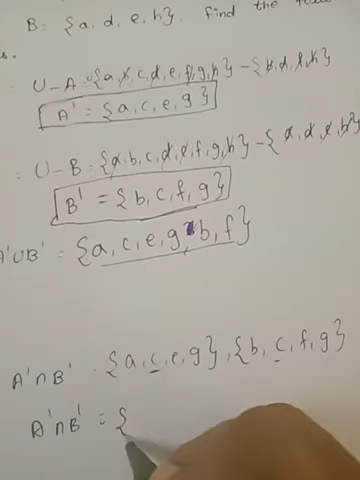 B: {a, d, e, h}. Find the
s.
: U-A = {a, b, c, d, e, f, g, h} - {b, d, f, h}
A' = {a, c, e, g}
= U-B = {a, b, c, d, e, f, g, h} - {a, d, e, h}
B' = {b, c, f, g}
A'∪B' = {a, c, e, g, b, f}
A'∩B' {a, c, e, g}, {b, c, f, g}
A'∩B' = {